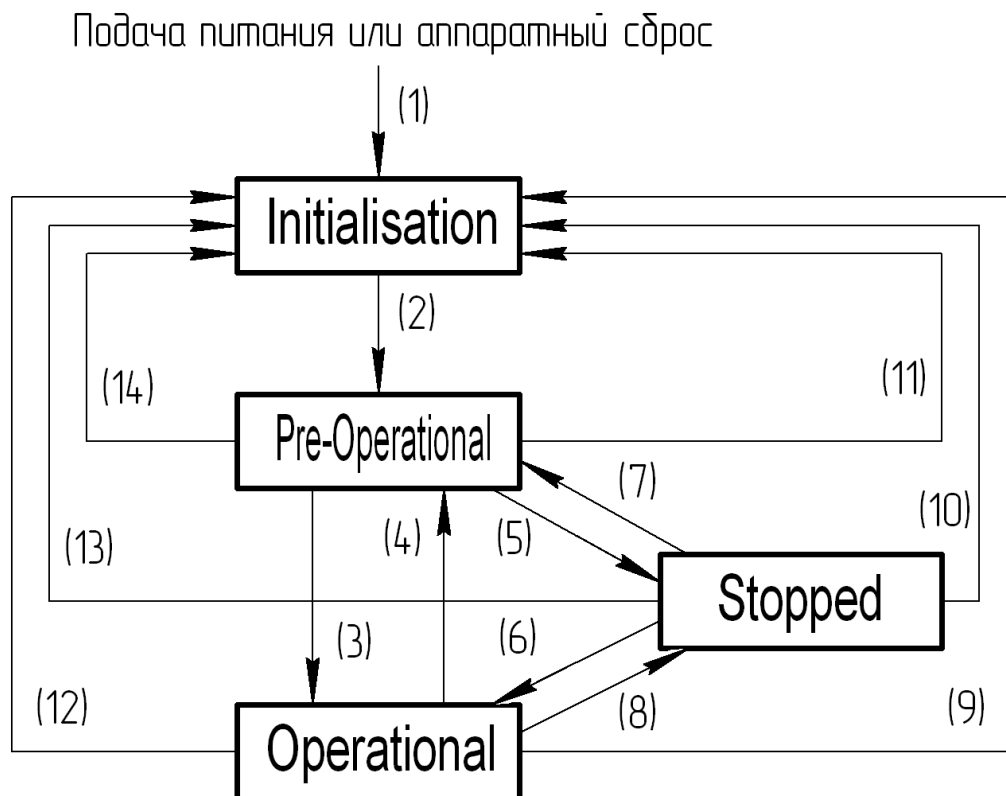 Подача питания или аппаратный сброс
(1)
Initialisation
(2)
(14)
(11)
Pre-Operational
(7)
(10)
(13)
(4)
(5)
Stopped
(3)
(6)
(12)
(8)
(9)
Operational